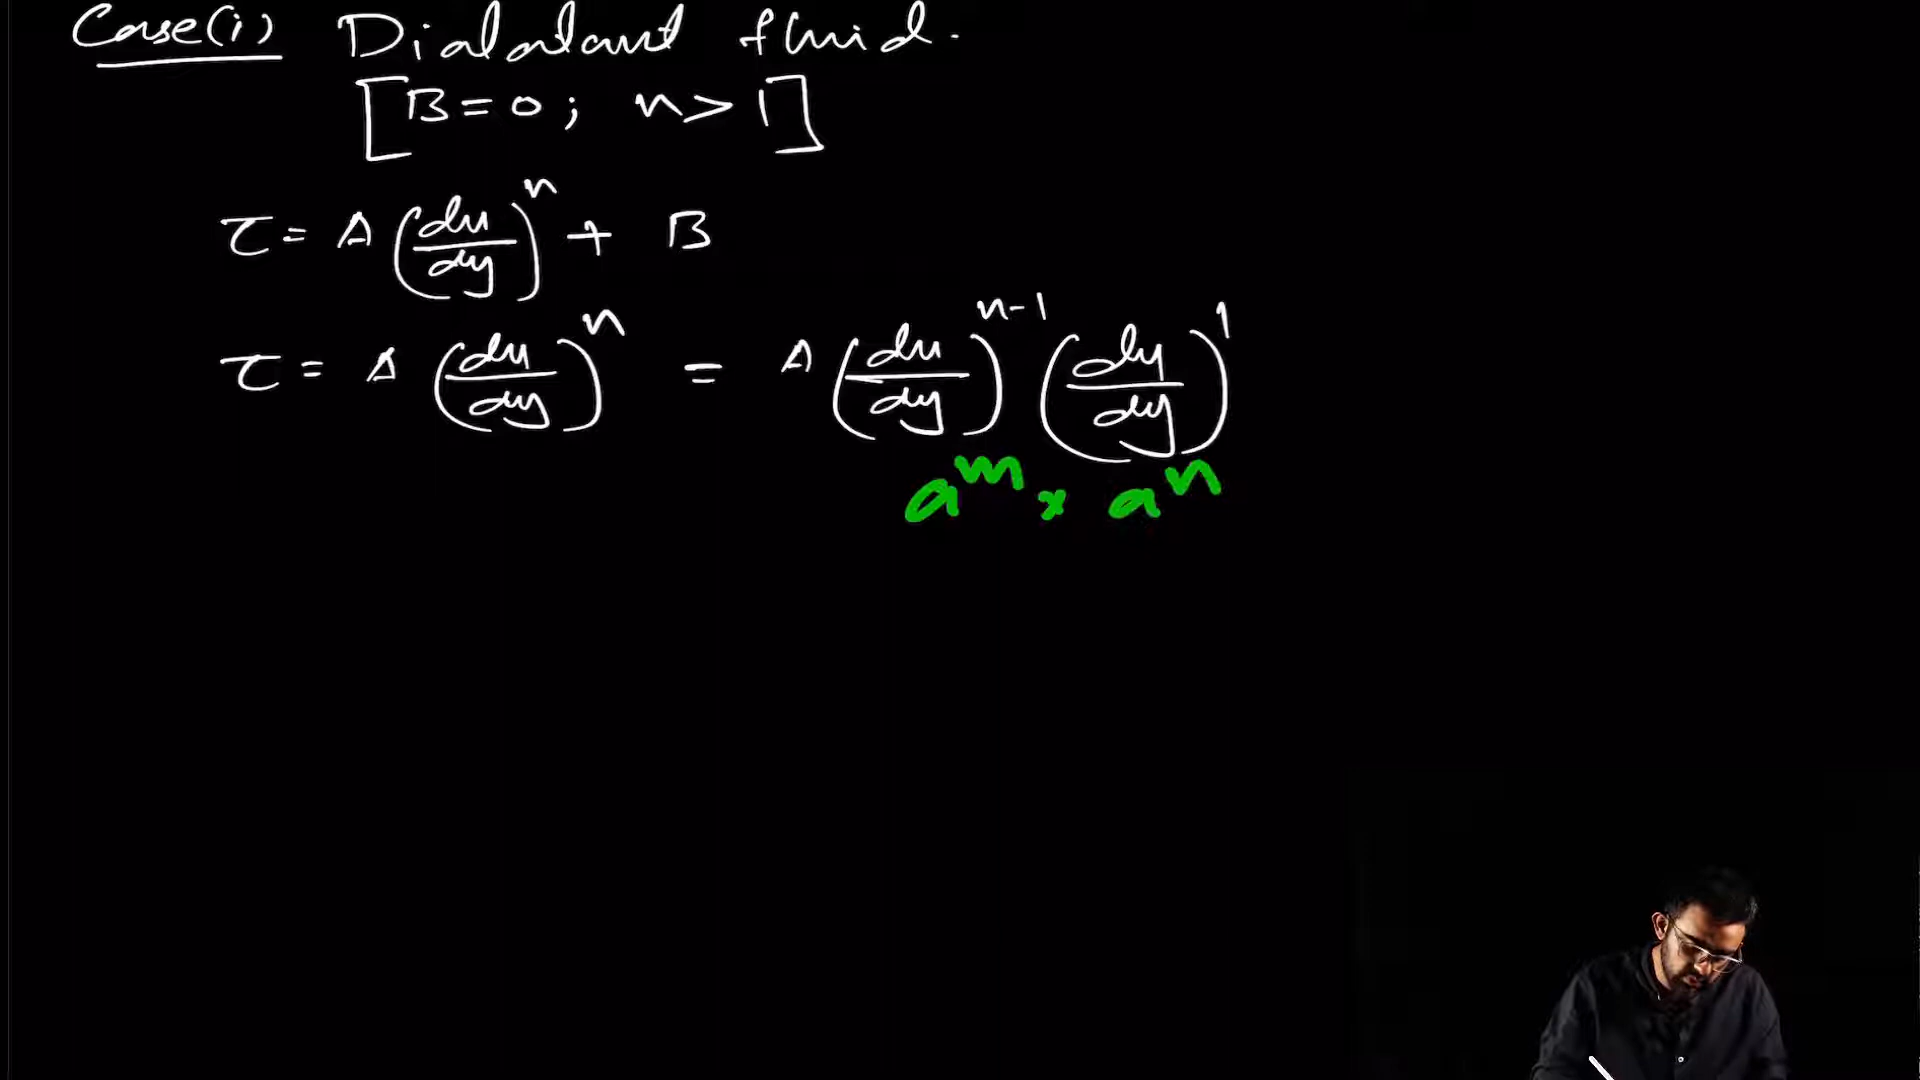 Case(i) Dialatant fluid.
[B = 0 ; n > 1]
τ = A (du/dy)^n + B
τ = A (du/dy)^n = A (du/dy)^n-1 (dy/dy)^1
a^m × a^n